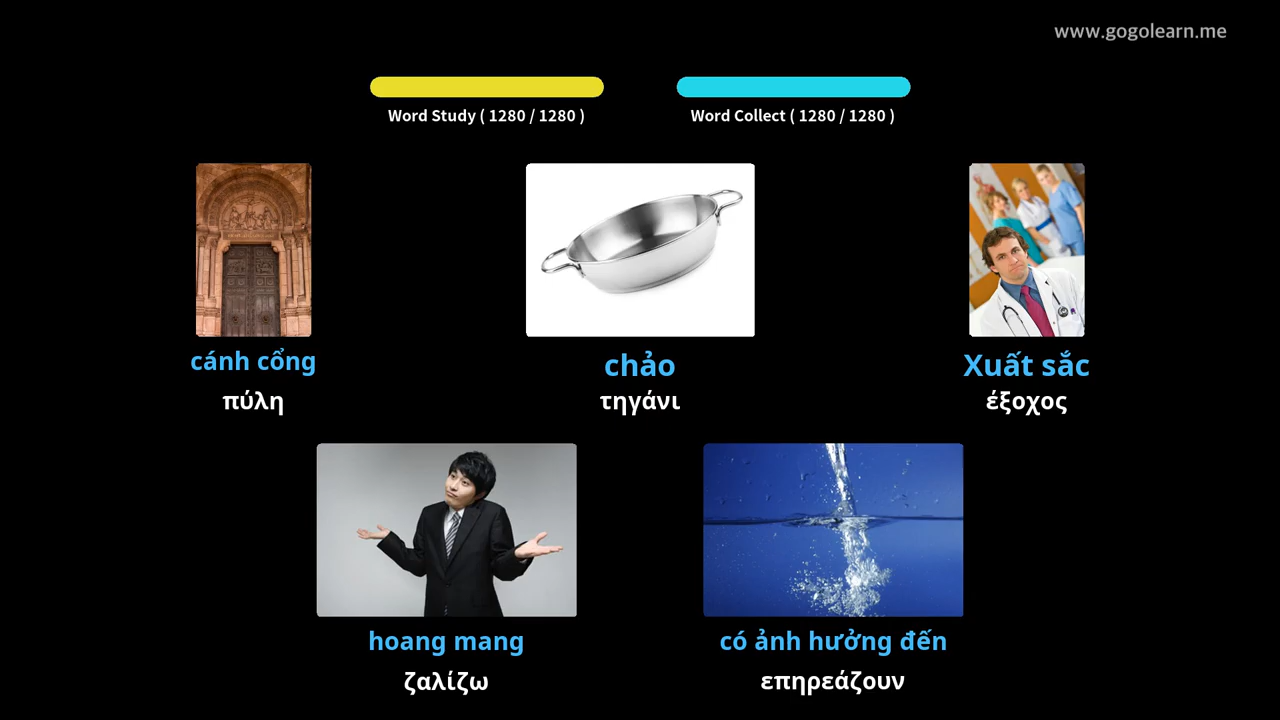 www.gogolearn.me
Word Study ( 1280 / 1280 )
Word Collect ( 1280 / 1280 )
cánh cổng
πύλη
chảo
τηγάνι
Xuất sắc
έξοχος
hoang mang
ζαλίζω
có ảnh hưởng đến
επηρεάζουν